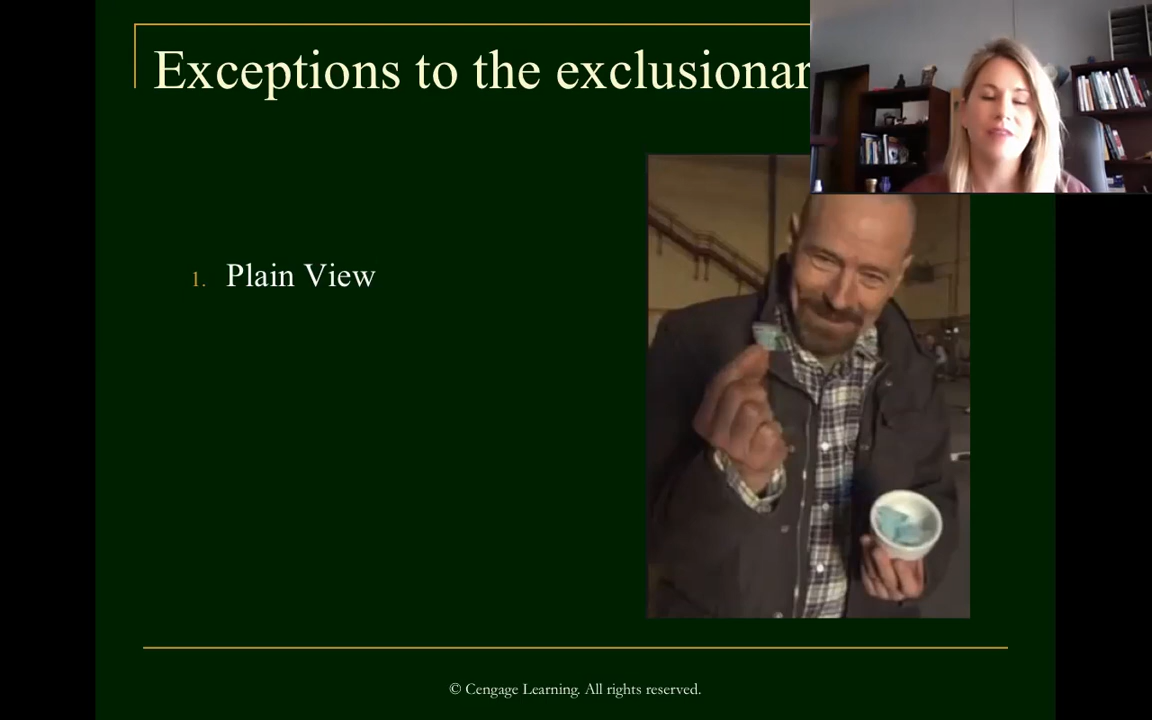 Exceptions to the exclusionar
1. Plain View
© Cengage Learning. All rights reserved.